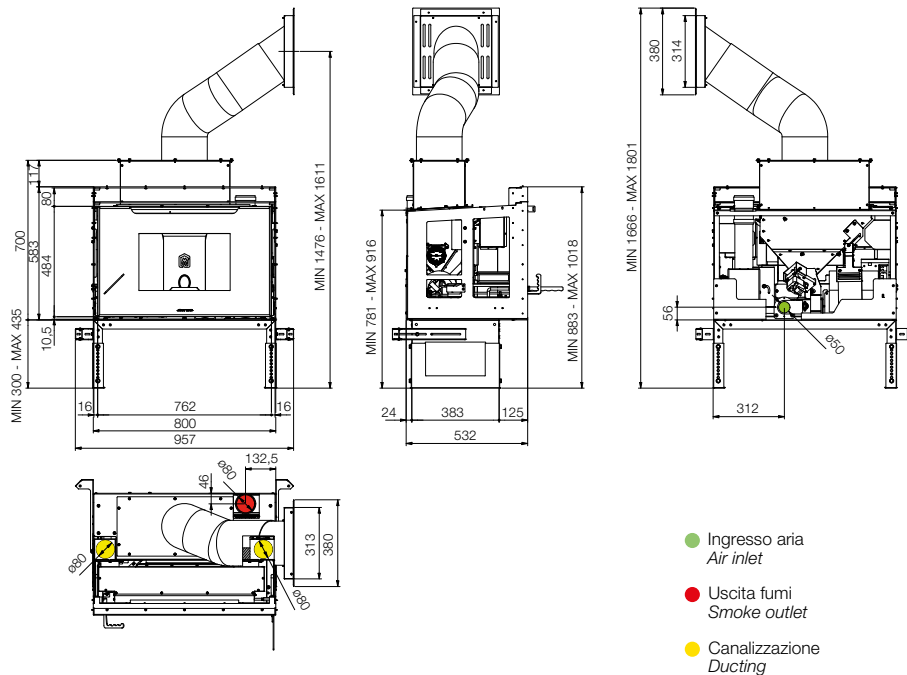 380
314
MIN 1476 - MAX 1611
MIN 1666 - MAX 1801
117
80
700
583
484
10,5
MIN 300 - MAX 435
16
762
16
800
957
MIN 781 - MAX 916
MIN 883 - MAX 1018
24
383
125
532
56
ø50
312
132,5
46
ø80
ø80
ø80
313
380
Ingresso aria
Air inlet
Uscita fumi
Smoke outlet
Canalizzazione
Ducting